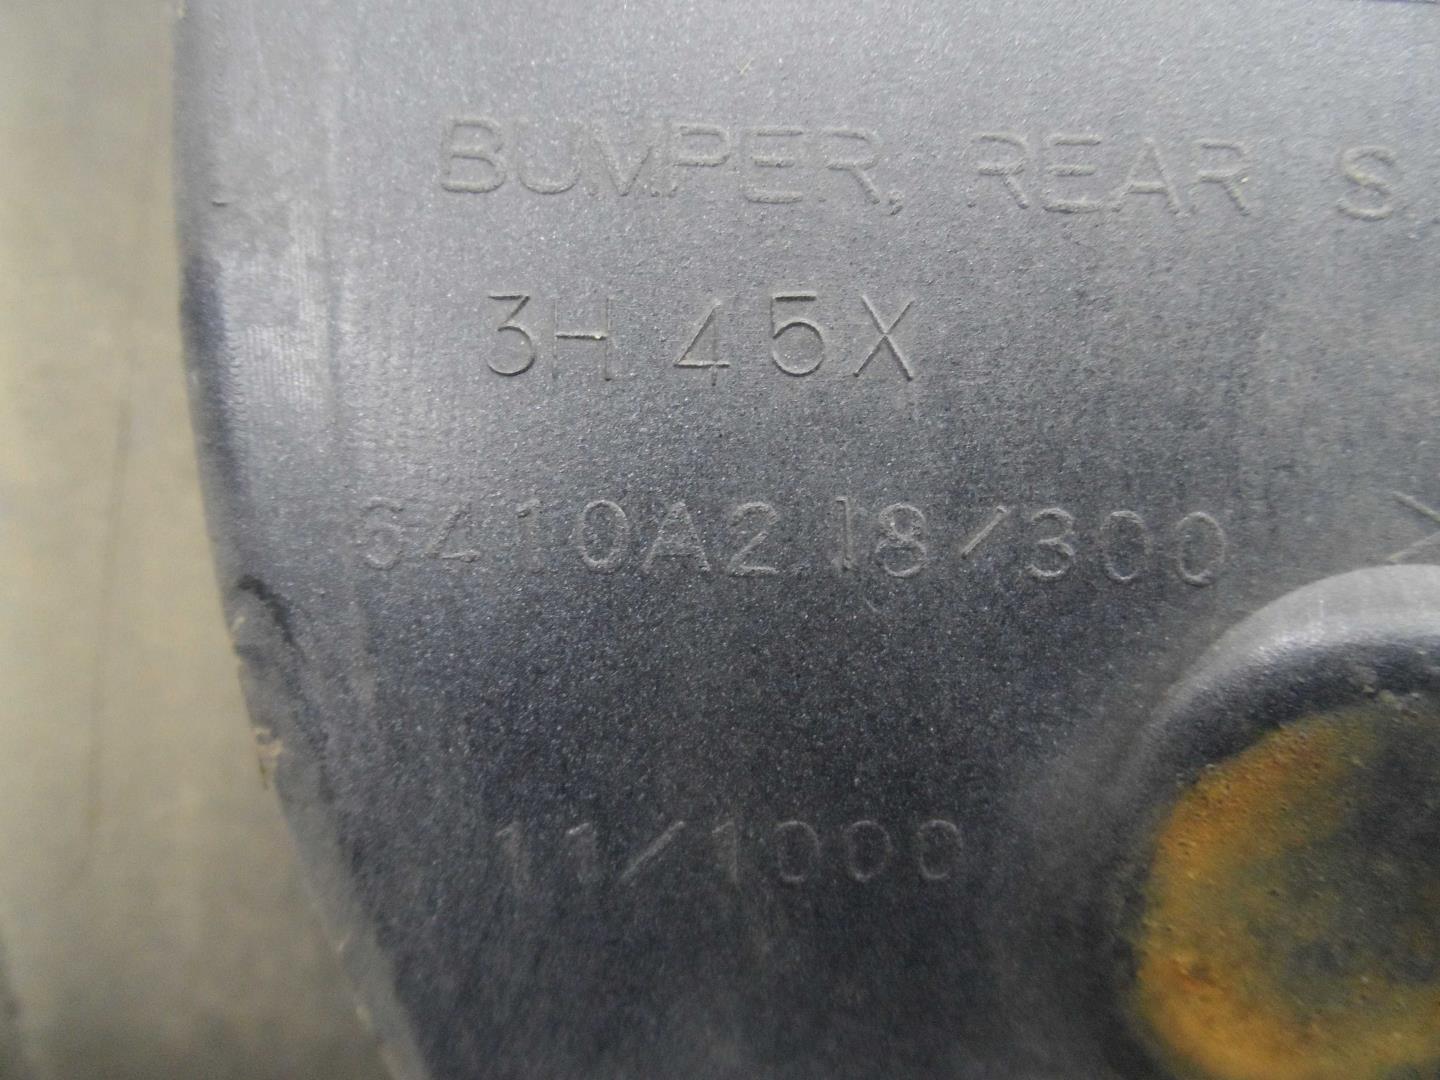 BUMPER, REAR S.
3H 45X
6410A218/300
11/1000